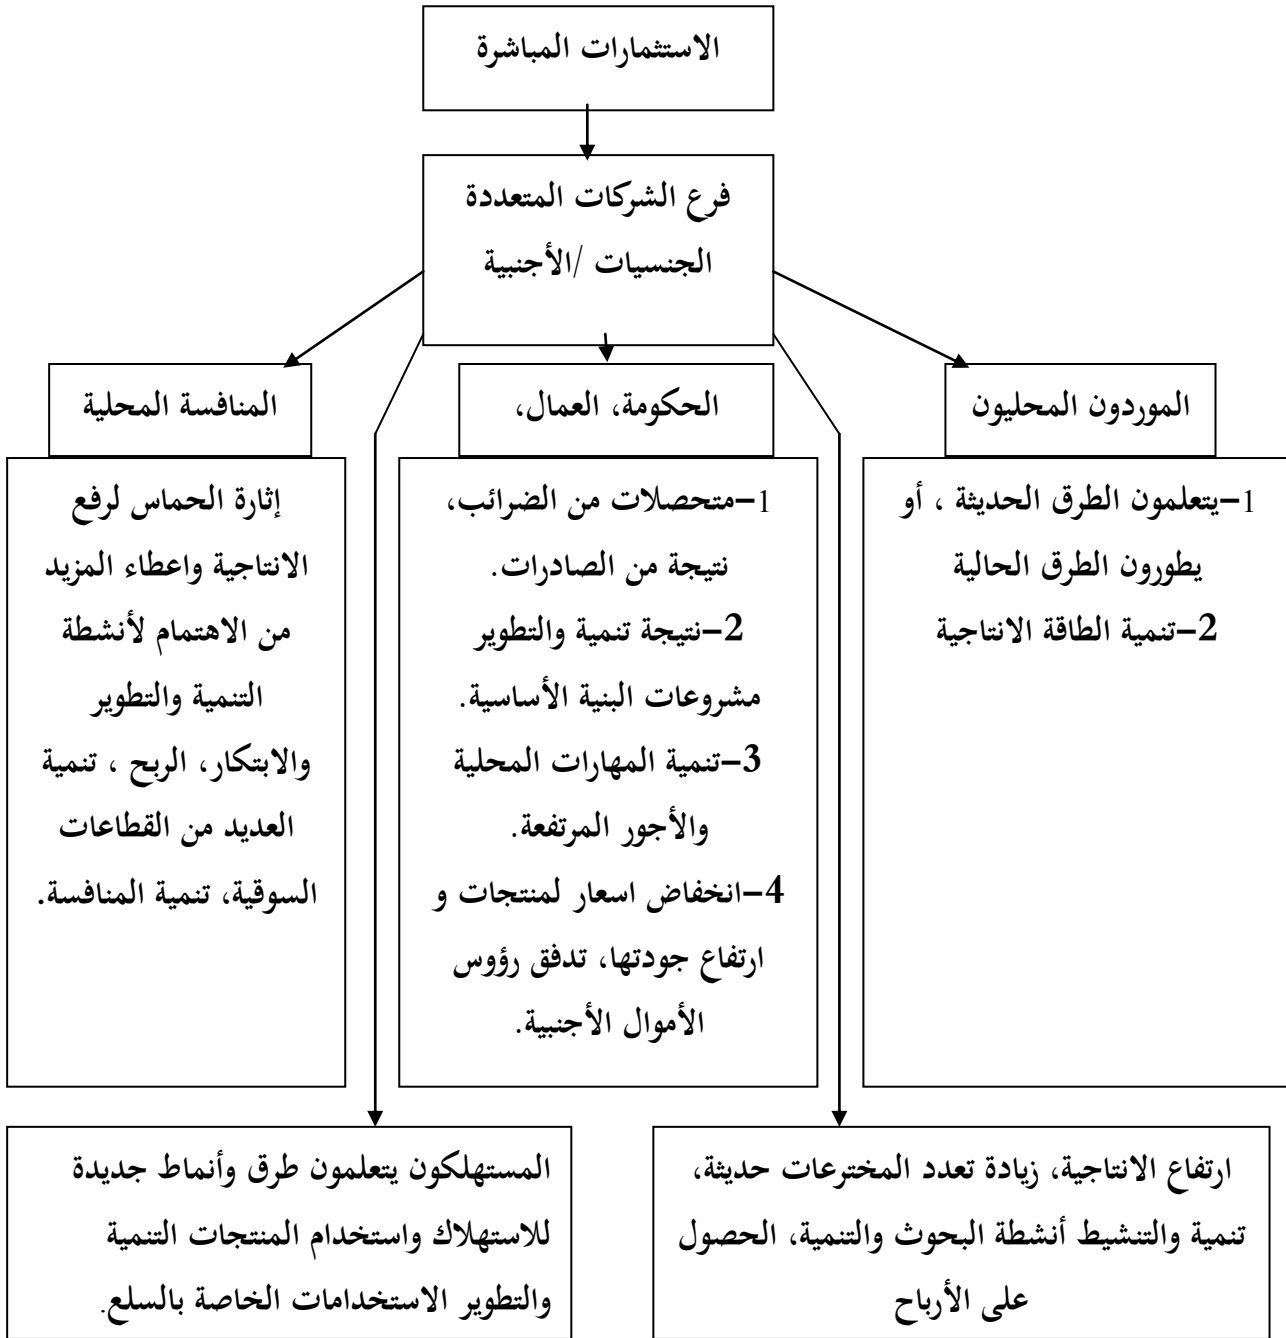 الاستثمارات المباشرة
فرع الشركات المتعددة
الجنسيات /الأجنبية
الموردون المحليون
1-يتعلمون الطرق الحديثة ، أو
يطورون الطرق الحالية
2-تنمية الطاقة الانتاجية
الحكومة، العمال،
1-متحصلات من الضرائب،
نتيجة من الصادرات.
2-نتيجة تنمية والتطوير
مشروعات البنية الأساسية.
3-تنمية المهارات المحلية
والأجور المرتفعة.
4-انخفاض اسعار لمنتجات و
ارتفاع جودتها، تدفق رؤوس
الأموال الأجنبية.
المنافسة المحلية
إثارة الحماس لرفع
الانتاجية واعطاء المزيد
من الاهتمام لأنشطة
التنمية والتطوير
والابتكار، الربح ، تنمية
العديد من القطاعات
السوقية، تنمية المنافسة.
ارتفاع الانتاجية، زيادة تعدد المخترعات حديثة،
تنمية والتنشيط أنشطة البحوث والتنمية، الحصول
على الأرباح
المستهلكون يتعلمون طرق وأنماط جديدة
للاستهلاك واستخدام المنتجات التنمية
والتطوير الاستخدامات الخاصة بالسلع.